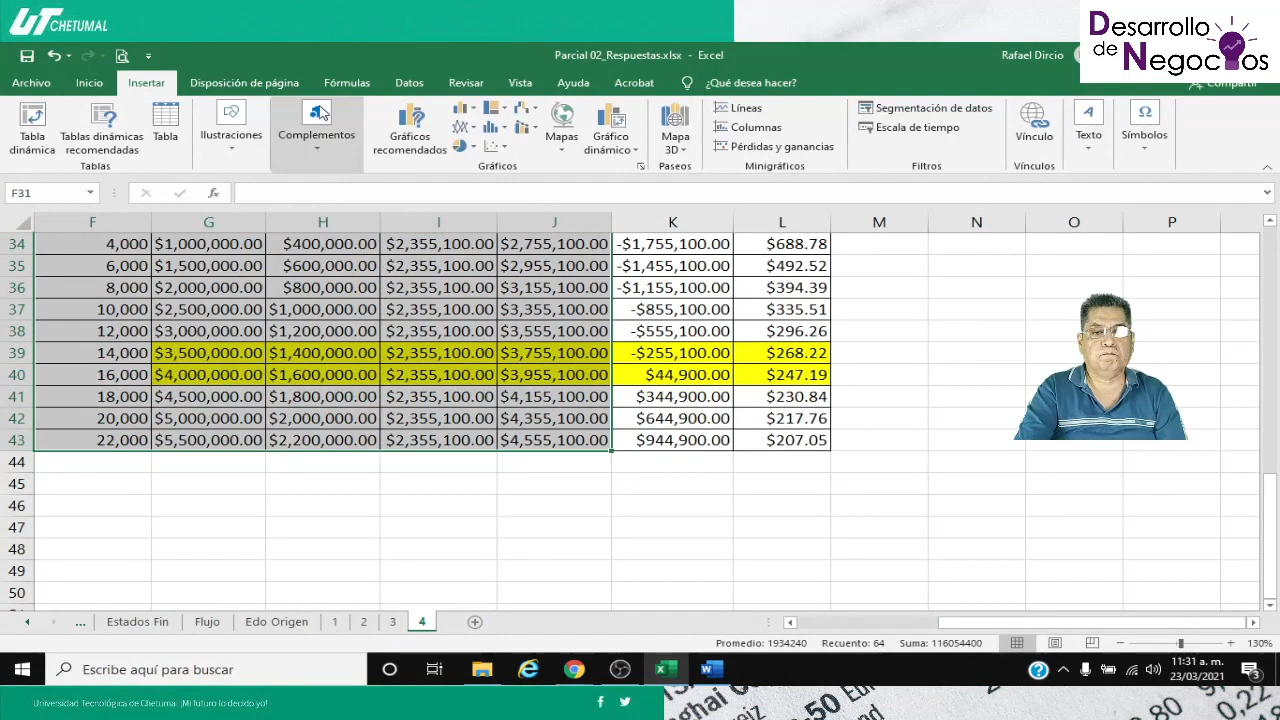 UT CHETUMAL
Desarrollo
de
Negocios
Parcial 02_Respuestas.xlsx - Excel
Rafael Dircio
Archivo Inicio Insertar Disposición de página Fórmulas Datos Revisar Vista Ayuda Acrobat ¿Qué desea hacer? Compartir
Tabla dinámica
Tablas dinámicas recomendadas
Tabla
Ilustraciones
Complementos
Gráficos recomendados
Mapas
Gráfico dinámico
Mapa 3D
Líneas
Columnas
Pérdidas y ganancias
Segmentación de datos
Escala de tiempo
Vínculo
Texto
Símbolos
Tablas Gráficos Paseos Minigráficos Filtros Vínculos
F31 fx
F G H I J K L M N O P
34 4,000 $1,000,000.00 $400,000.00 $2,355,100.00 $2,755,100.00 -$1,755,100.00 $688.78
35 6,000 $1,500,000.00 $600,000.00 $2,355,100.00 $2,955,100.00 -$1,455,100.00 $492.52
36 8,000 $2,000,000.00 $800,000.00 $2,355,100.00 $3,155,100.00 -$1,155,100.00 $394.39
37 10,000 $2,500,000.00 $1,000,000.00 $2,355,100.00 $3,355,100.00 -$855,100.00 $335.51
38 12,000 $3,000,000.00 $1,200,000.00 $2,355,100.00 $3,555,100.00 -$555,100.00 $296.26
39 14,000 $3,500,000.00 $1,400,000.00 $2,355,100.00 $3,755,100.00 -$255,100.00 $268.22
40 16,000 $4,000,000.00 $1,600,000.00 $2,355,100.00 $3,955,100.00 $44,900.00 $247.19
41 18,000 $4,500,000.00 $1,800,000.00 $2,355,100.00 $4,155,100.00 $344,900.00 $230.84
42 20,000 $5,000,000.00 $2,000,000.00 $2,355,100.00 $4,355,100.00 $644,900.00 $217.76
43 22,000 $5,500,000.00 $2,200,000.00 $2,355,100.00 $4,555,100.00 $944,900.00 $207.05
44
45
46
47
48
49
50
... Estados Fin Flujo Edo Origen 1 2 3 4
Promedio: 1934240 Recuento: 64 Suma: 116054400 130%
Escribe aquí para buscar
11:31 a. m.
23/03/2021
Universidad Tecnológica de Chetumal ¡Mi futuro lo decido yo!